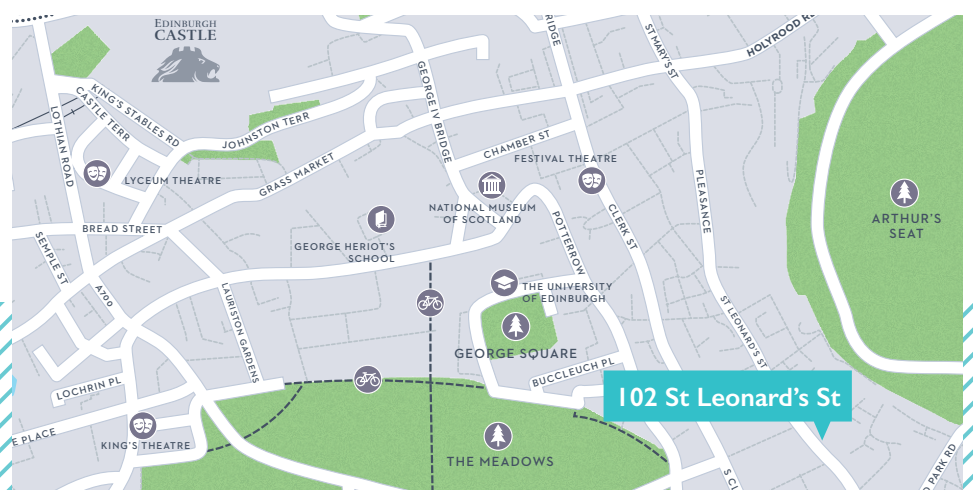 EDINBURGH
CASTLE
RIDGE
ST MARY'S ST
HOLYROOD R
KING'S STABLES RD
CASTLE TERR
LOTHIAN ROAD
JOHNSTON TERR
GEORGE IV BRIDGE
CHAMBER ST
FESTIVAL THEATRE
LYCEUM THEATRE
GRASS MARKET
NATIONAL MUSEUM
OF SCOTLAND
PLEASANCE
ARTHUR'S
SEAT
BREAD STREET
GEORGE HERIOT'S
SCHOOL
POTTERROW
CLERK ST
SEMPLE ST
A700
LAURISTON GARDENS
THE UNIVERSITY
OF EDINBURGH
ST LEONARD'S ST
GEORGE SQUARE
BUCCLEUCH PL
LOCHRIN PL
102 St Leonard's St
E PLACE
KING'S THEATRE
THE MEADOWS
S CL
D PARK RD